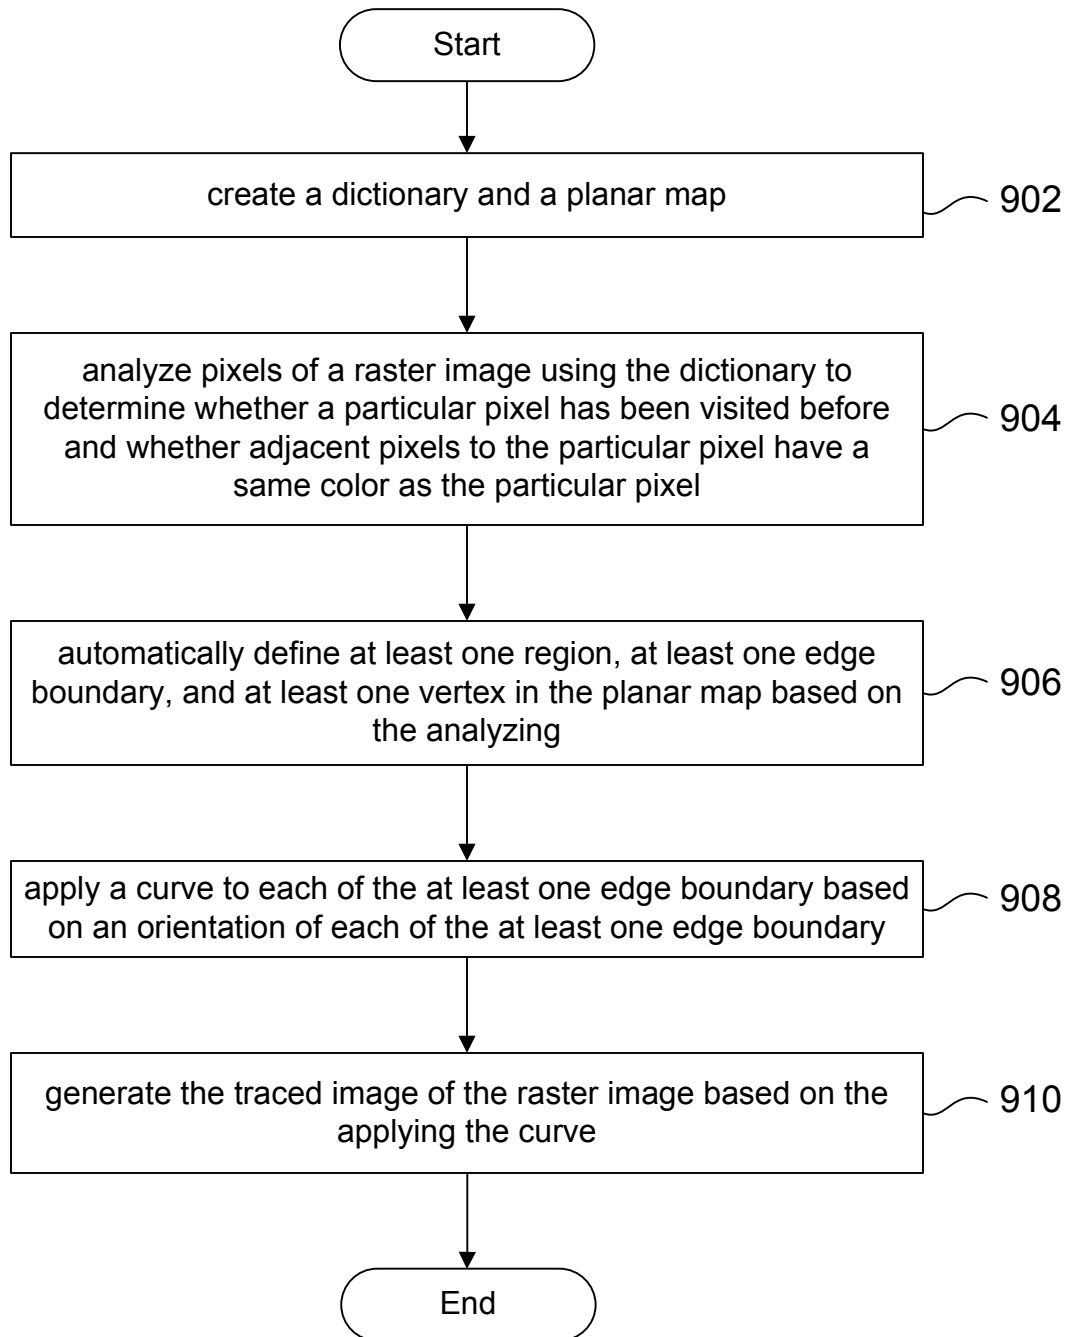 Start
create a dictionary and a planar map
902
analyze pixels of a raster image using the dictionary to
determine whether a particular pixel has been visited before
and whether adjacent pixels to the particular pixel have a
same color as the particular pixel
904
automatically define at least one region, at least one edge
boundary, and at least one vertex in the planar map based on
the analyzing
906
apply a curve to each of the at least one edge boundary based
on an orientation of each of the at least one edge boundary
908
generate the traced image of the raster image based on the
applying the curve
910
End